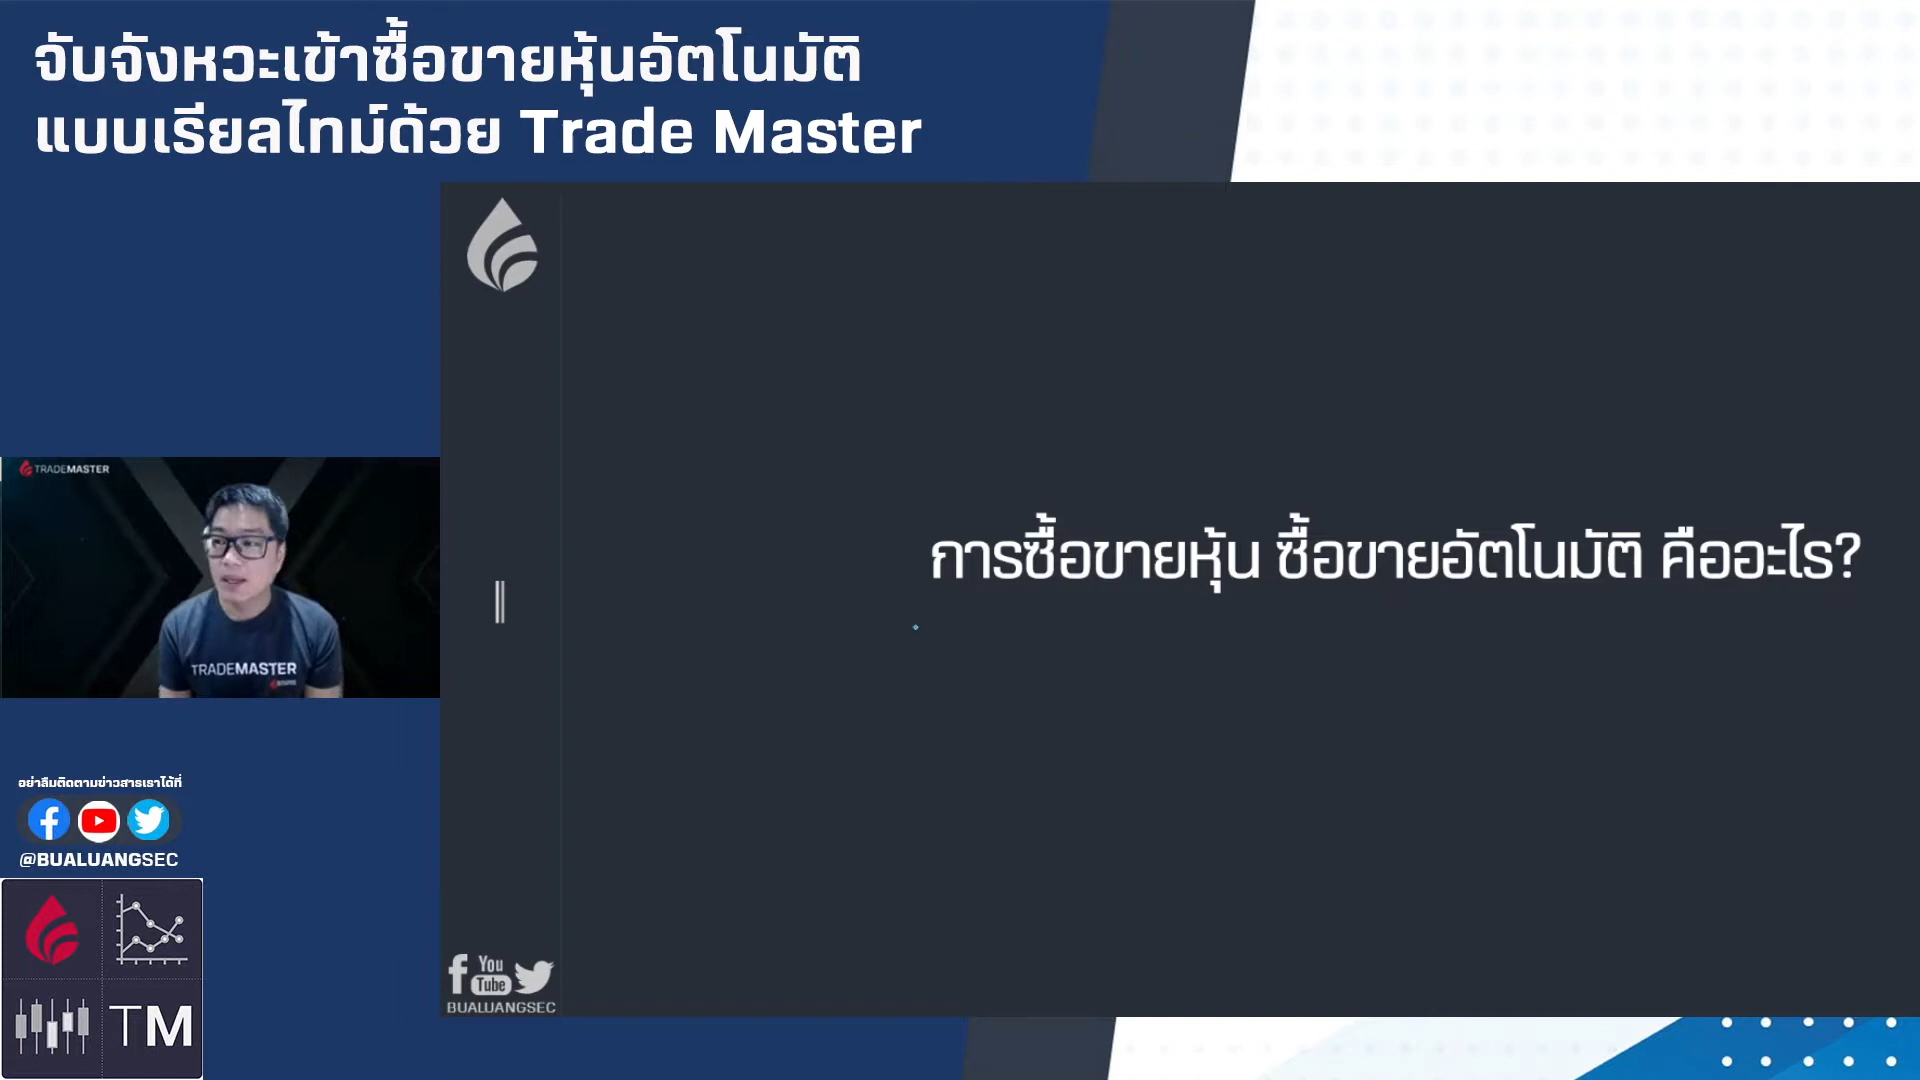 จับจังหวะเข้าซื้อขายหุ้นอัตโนมัติ
แบบเรียลไทม์ด้วย Trade Master
การซื้อขายหุ้น ซื้อขายอัตโนมัติ คืออะไร?
TRADEMASTER
TRADEMASTER
อย่าลืมติดตามข่าวสารเราได้ที่
@BUALUANGSEC
TM
You
Tube
BUALUANGSEC